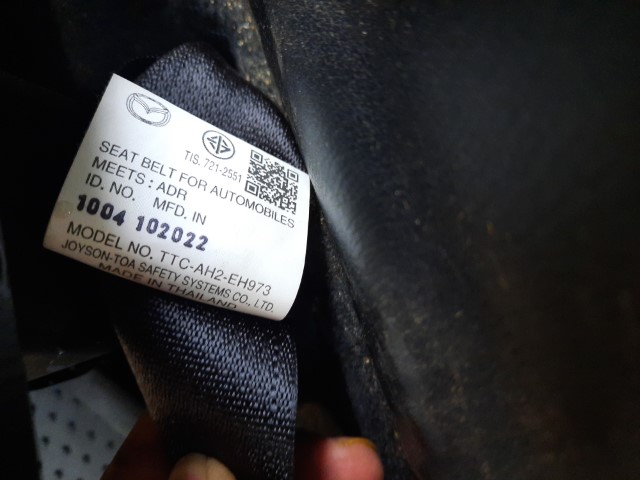 TIS. 721-2551
SEAT BELT FOR AUTOMOBILES
MEETS : ADR
ID. NO. MFD. IN
1004 102022
MODEL NO. TTC-AH2-EH973
JOYSON-TOA SAFETY SYSTEMS CO., LTD.
MADE IN THAILAND